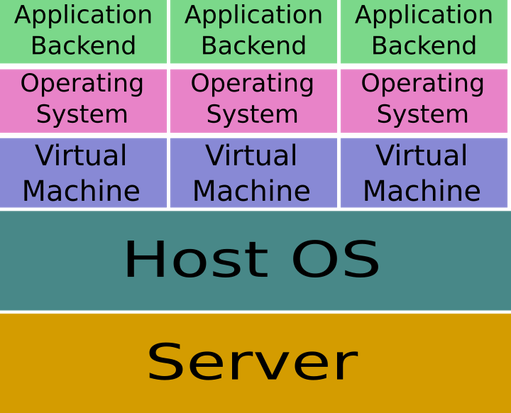 Application Application Application
Backend Backend Backend
Operating Operating Operating
System System System
Virtual Virtual Virtual
Machine Machine Machine
Host OS
Server